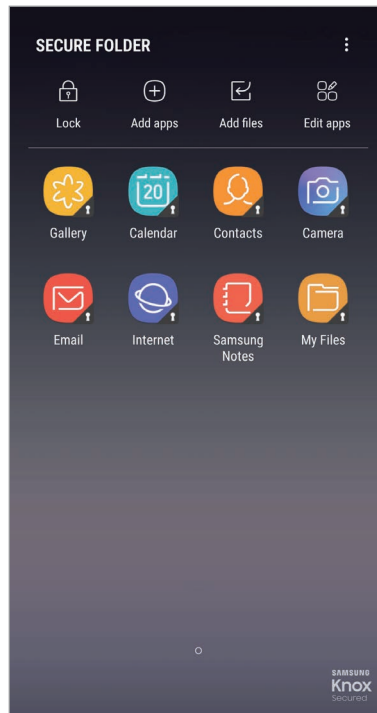 SECURE FOLDER
Lock
Add apps
Add files
Edit apps
20
Gallery
Calendar
Contacts
Camera
Email
Internet
Samsung
Notes
My Files
SAMSUNG
Knox
Secured